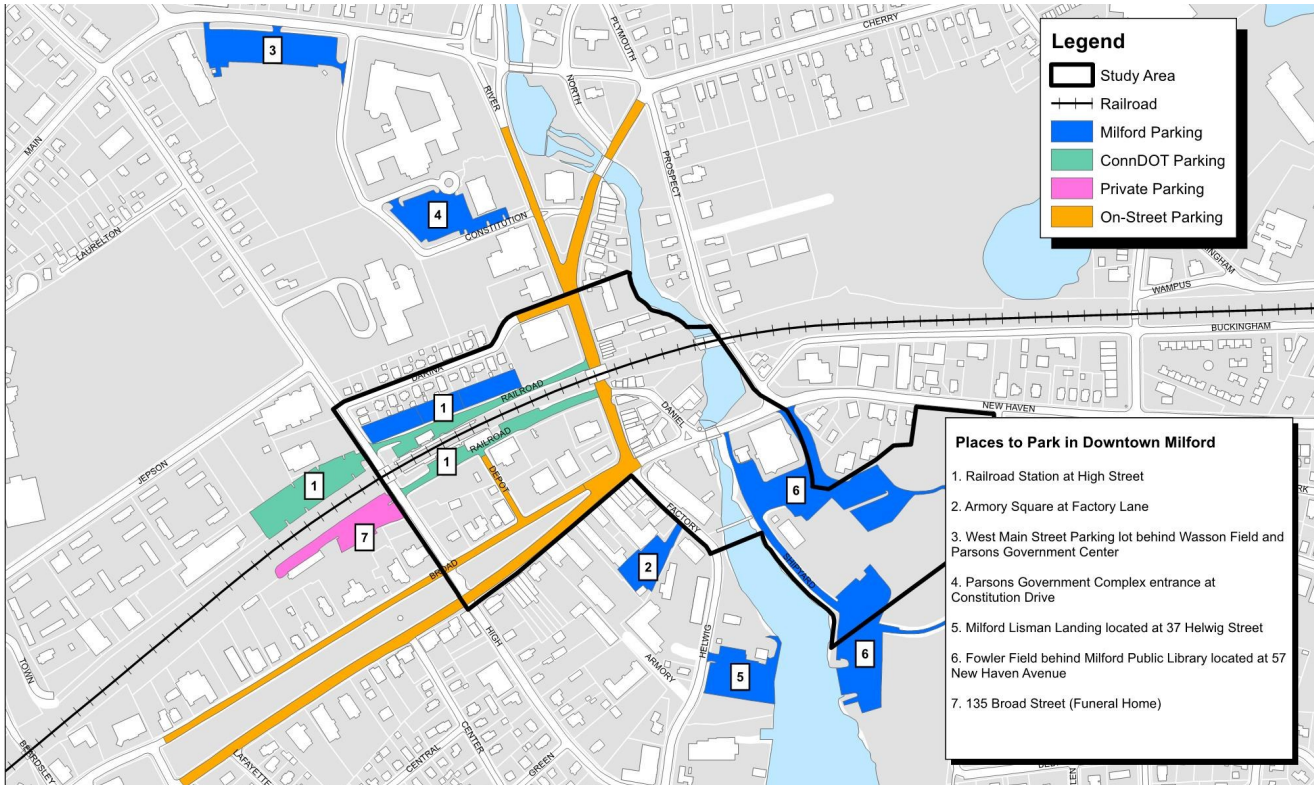 Legend
Study Area
Railroad
Milford Parking
ConnDOT Parking
Private Parking
On-Street Parking
CHERRY
PLYMOUTH
NORTH
RIVER
PROSPECT
MAIN
LAURELTON
CONSTITUTION
3
4
WAMPUS
BUCKINGHAM
NEW HAVEN
DARINA
RAILROAD
RAILROAD
DANIEL
DEPOT
JEPSON
1
1
1
7
BROAD
FACTORY
2
6
SHIPYARD
6
HELWIG
5
HIGH
ARMORY
TOWN
BEARDSLEY
LAFAYETTE
CENTRAL
CENTER
GREEN
Places to Park in Downtown Milford
1. Railroad Station at High Street
2. Armory Square at Factory Lane
3. West Main Street Parking lot behind Wasson Field and
Parsons Government Center
4. Parsons Government Complex entrance at
Constitution Drive
5. Milford Lisman Landing located at 37 Helwig Street
6. Fowler Field behind Milford Public Library located at 57
New Haven Avenue
7. 135 Broad Street (Funeral Home)